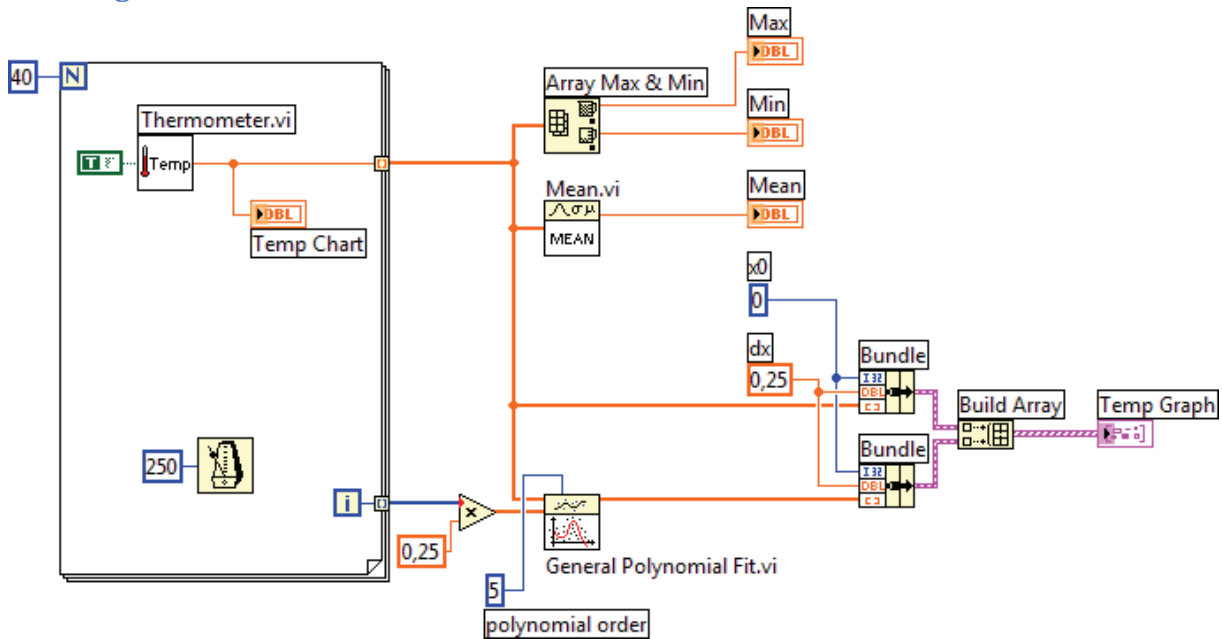 Max
DBL
40
N
Array Max & Min
Min
DBL
Thermometer.vi
T
Temp
Mean.vi
Mean
DBL
MEAN
DBL
Temp Chart
x0
0
dx
0,25
Bundle
I32
DBL
Build Array
Temp Graph
Bundle
I32
DBL
250
i
x
0,25
General Polynomial Fit.vi
5
polynomial order